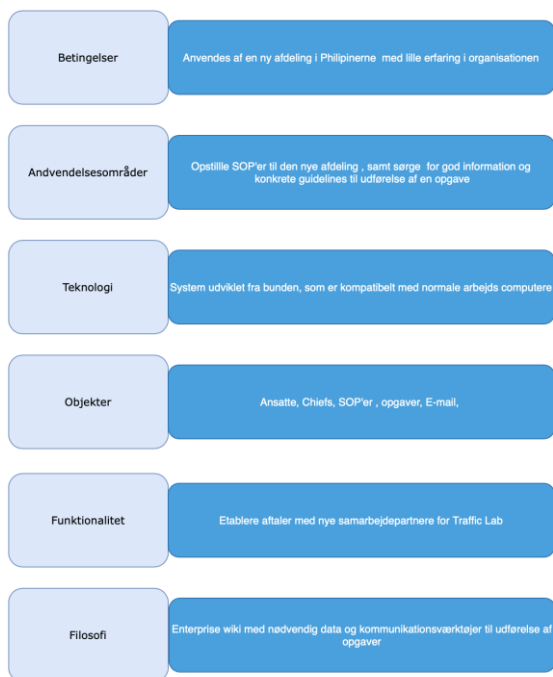 Betingelser
Anvendes af en ny afdeling i Philipinerne med lille erfaring i organisationen
Andvendelsesområder
Opstillle SOP'er til den nye afdeling , samt sørge for god information og
konkrete guidelines til udførelse af en opgave
Teknologi
System udviklet fra bunden, som er kompatibelt med normale arbejds computere
Objekter
Ansatte, Chiefs, SOP'er , opgaver, E-mail,
Funktionalitet
Etablere aftaler med nye samarbejdepartnere for Traffic Lab
Filosofi
Enterprise wiki med nødvendig data og kommunikationsværktøjer til udførelse af
opgaver